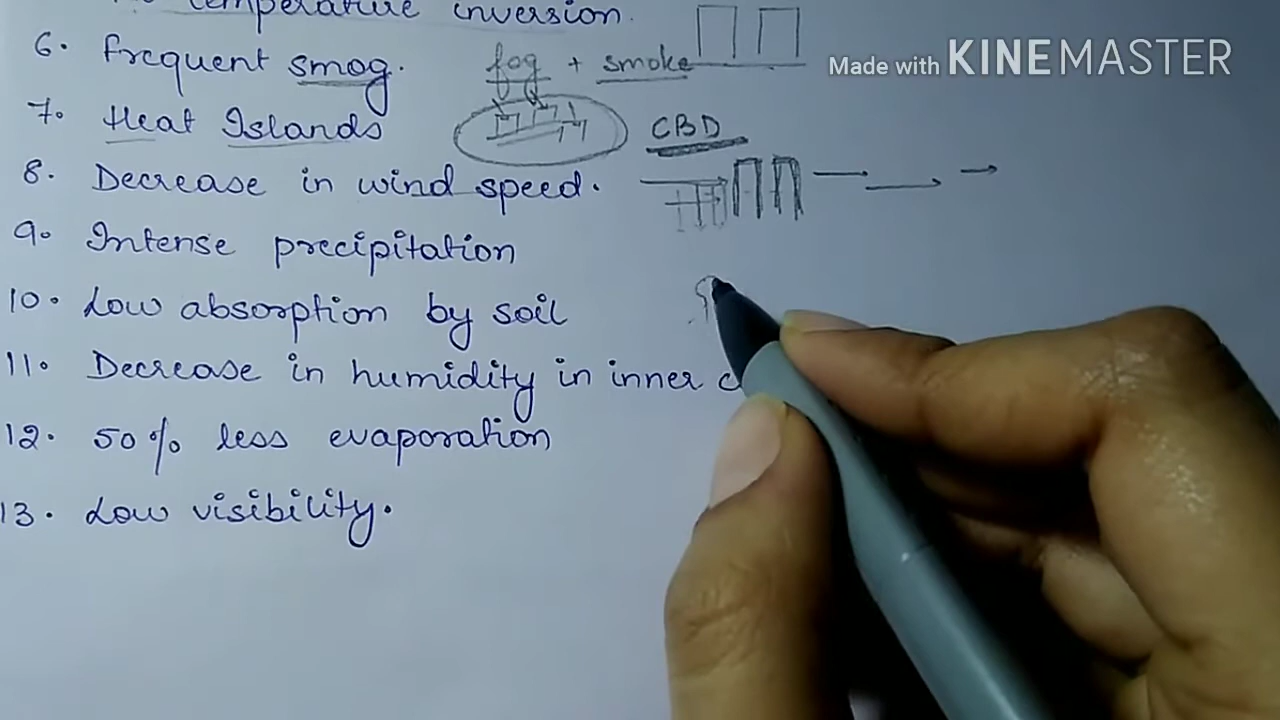 temperature inversion.
6. Frequent smog. fog + smoke
Made with KINEMASTER
7. Heat Islands CBD
8. Decrease in wind speed.
9. Intense precipitation
10. Low absorption by soil
11. Decrease in humidity in inner
12. 50% less evaporation
13. Low visibility.